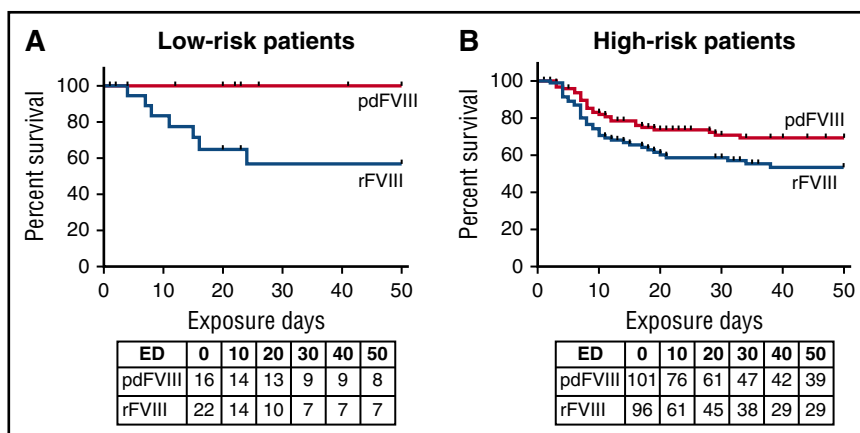 A Low-risk patients
100
80
60
40
20
0
Percent survival
pdFVIII
rFVIII
0 10 20 30 40 50
Exposure days
ED 0 10 20 30 40 50
pdFVIII 16 14 13 9 9 8
rFVIII 22 14 10 7 7 7
B High-risk patients
100
80
60
40
20
0
Percent survival
pdFVIII
rFVIII
0 10 20 30 40 50
Exposure days
ED 0 10 20 30 40 50
pdFVIII 101 76 61 47 42 39
rFVIII 96 61 45 38 29 29